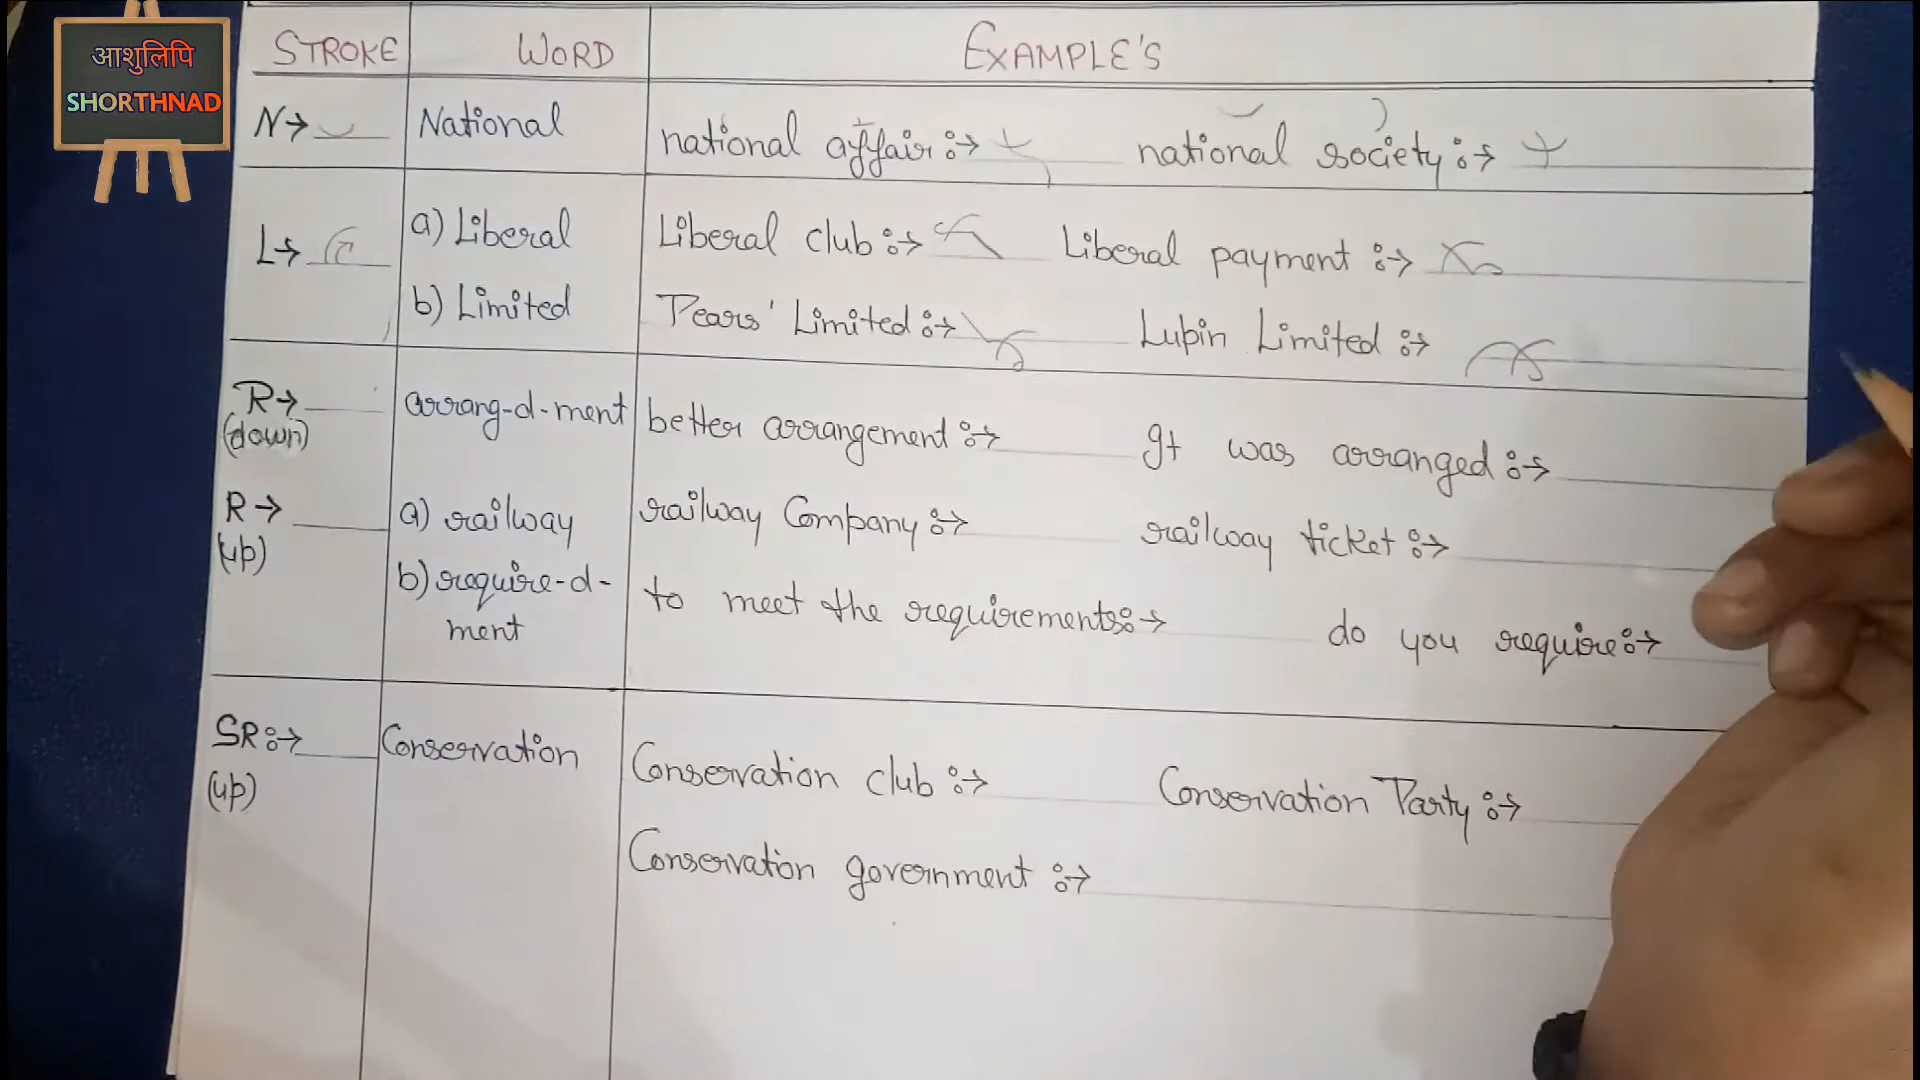 आशुलिपि
SHORTHNAD
STROKE WORD EXAMPLE'S
N→ National national affair :→ national society :→
L→ a) Liberal Liberal club :→ Liberal payment :→
b) Limited Pears' Limited :→ Lupin Limited :→
R→ (down) arrang-d-ment better arrangement :→ It was arranged :→
R→ (up) a) railway railway Company :→ railway ticket :→
b) require-d-ment to meet the requirements :→ do you require :→
SR :→ (up) Conservation Conservation club :→ Conservation Party :→
Conservation government :→